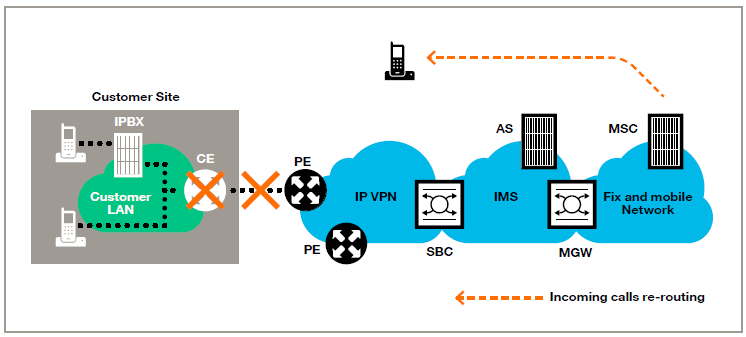 Customer Site
IPBX
CE
Customer
LAN
PE
PE
IP VPN
SBC
AS
IMS
MGW
MSC
Fix and mobile
Network
Incoming calls re-routing